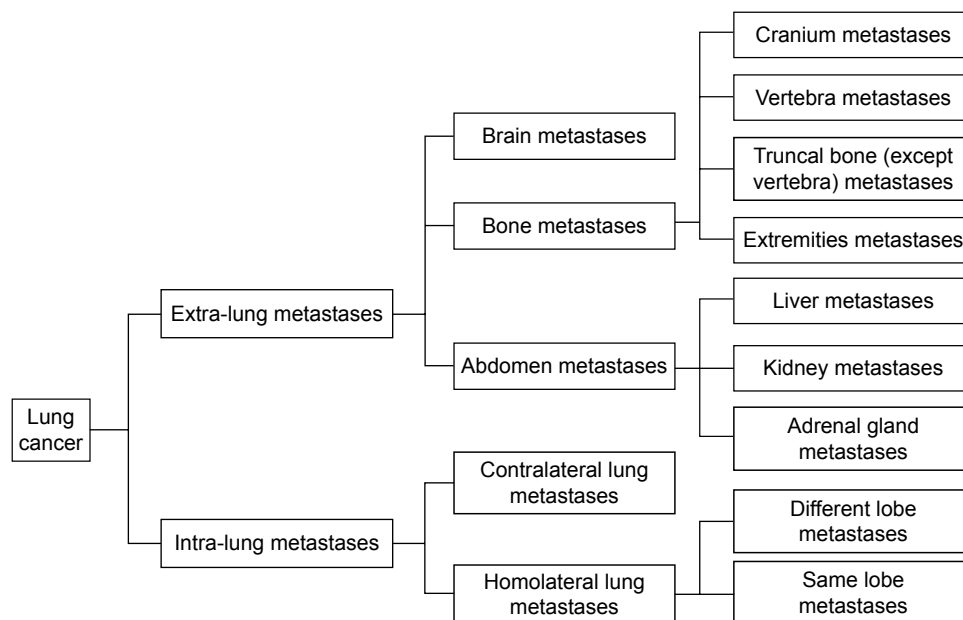 Cranium metastases
Vertebra metastases
Brain metastases
Truncal bone (except
vertebra) metastases
Bone metastases
Extremities metastases
Extra-lung metastases
Liver metastases
Abdomen metastases
Kidney metastases
Lung
cancer
Adrenal gland
metastases
Contralateral lung
metastases
Different lobe
metastases
Intra-lung metastases
Homolateral lung
metastases
Same lobe
metastases